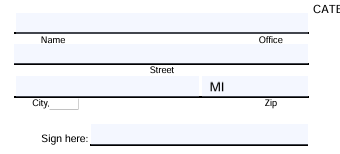 CATE
Name Office
Street
MI
City, Zip
Sign here: